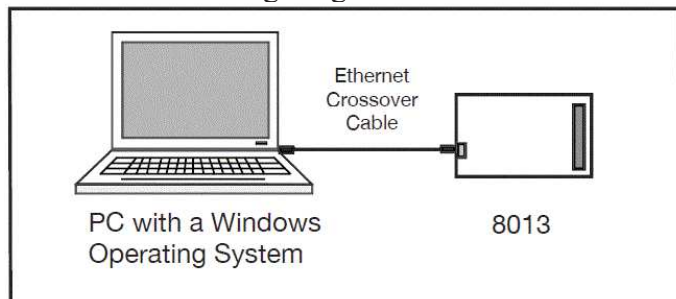 Ethernet
Crossover
Cable
PC with a Windows
Operating System
8013